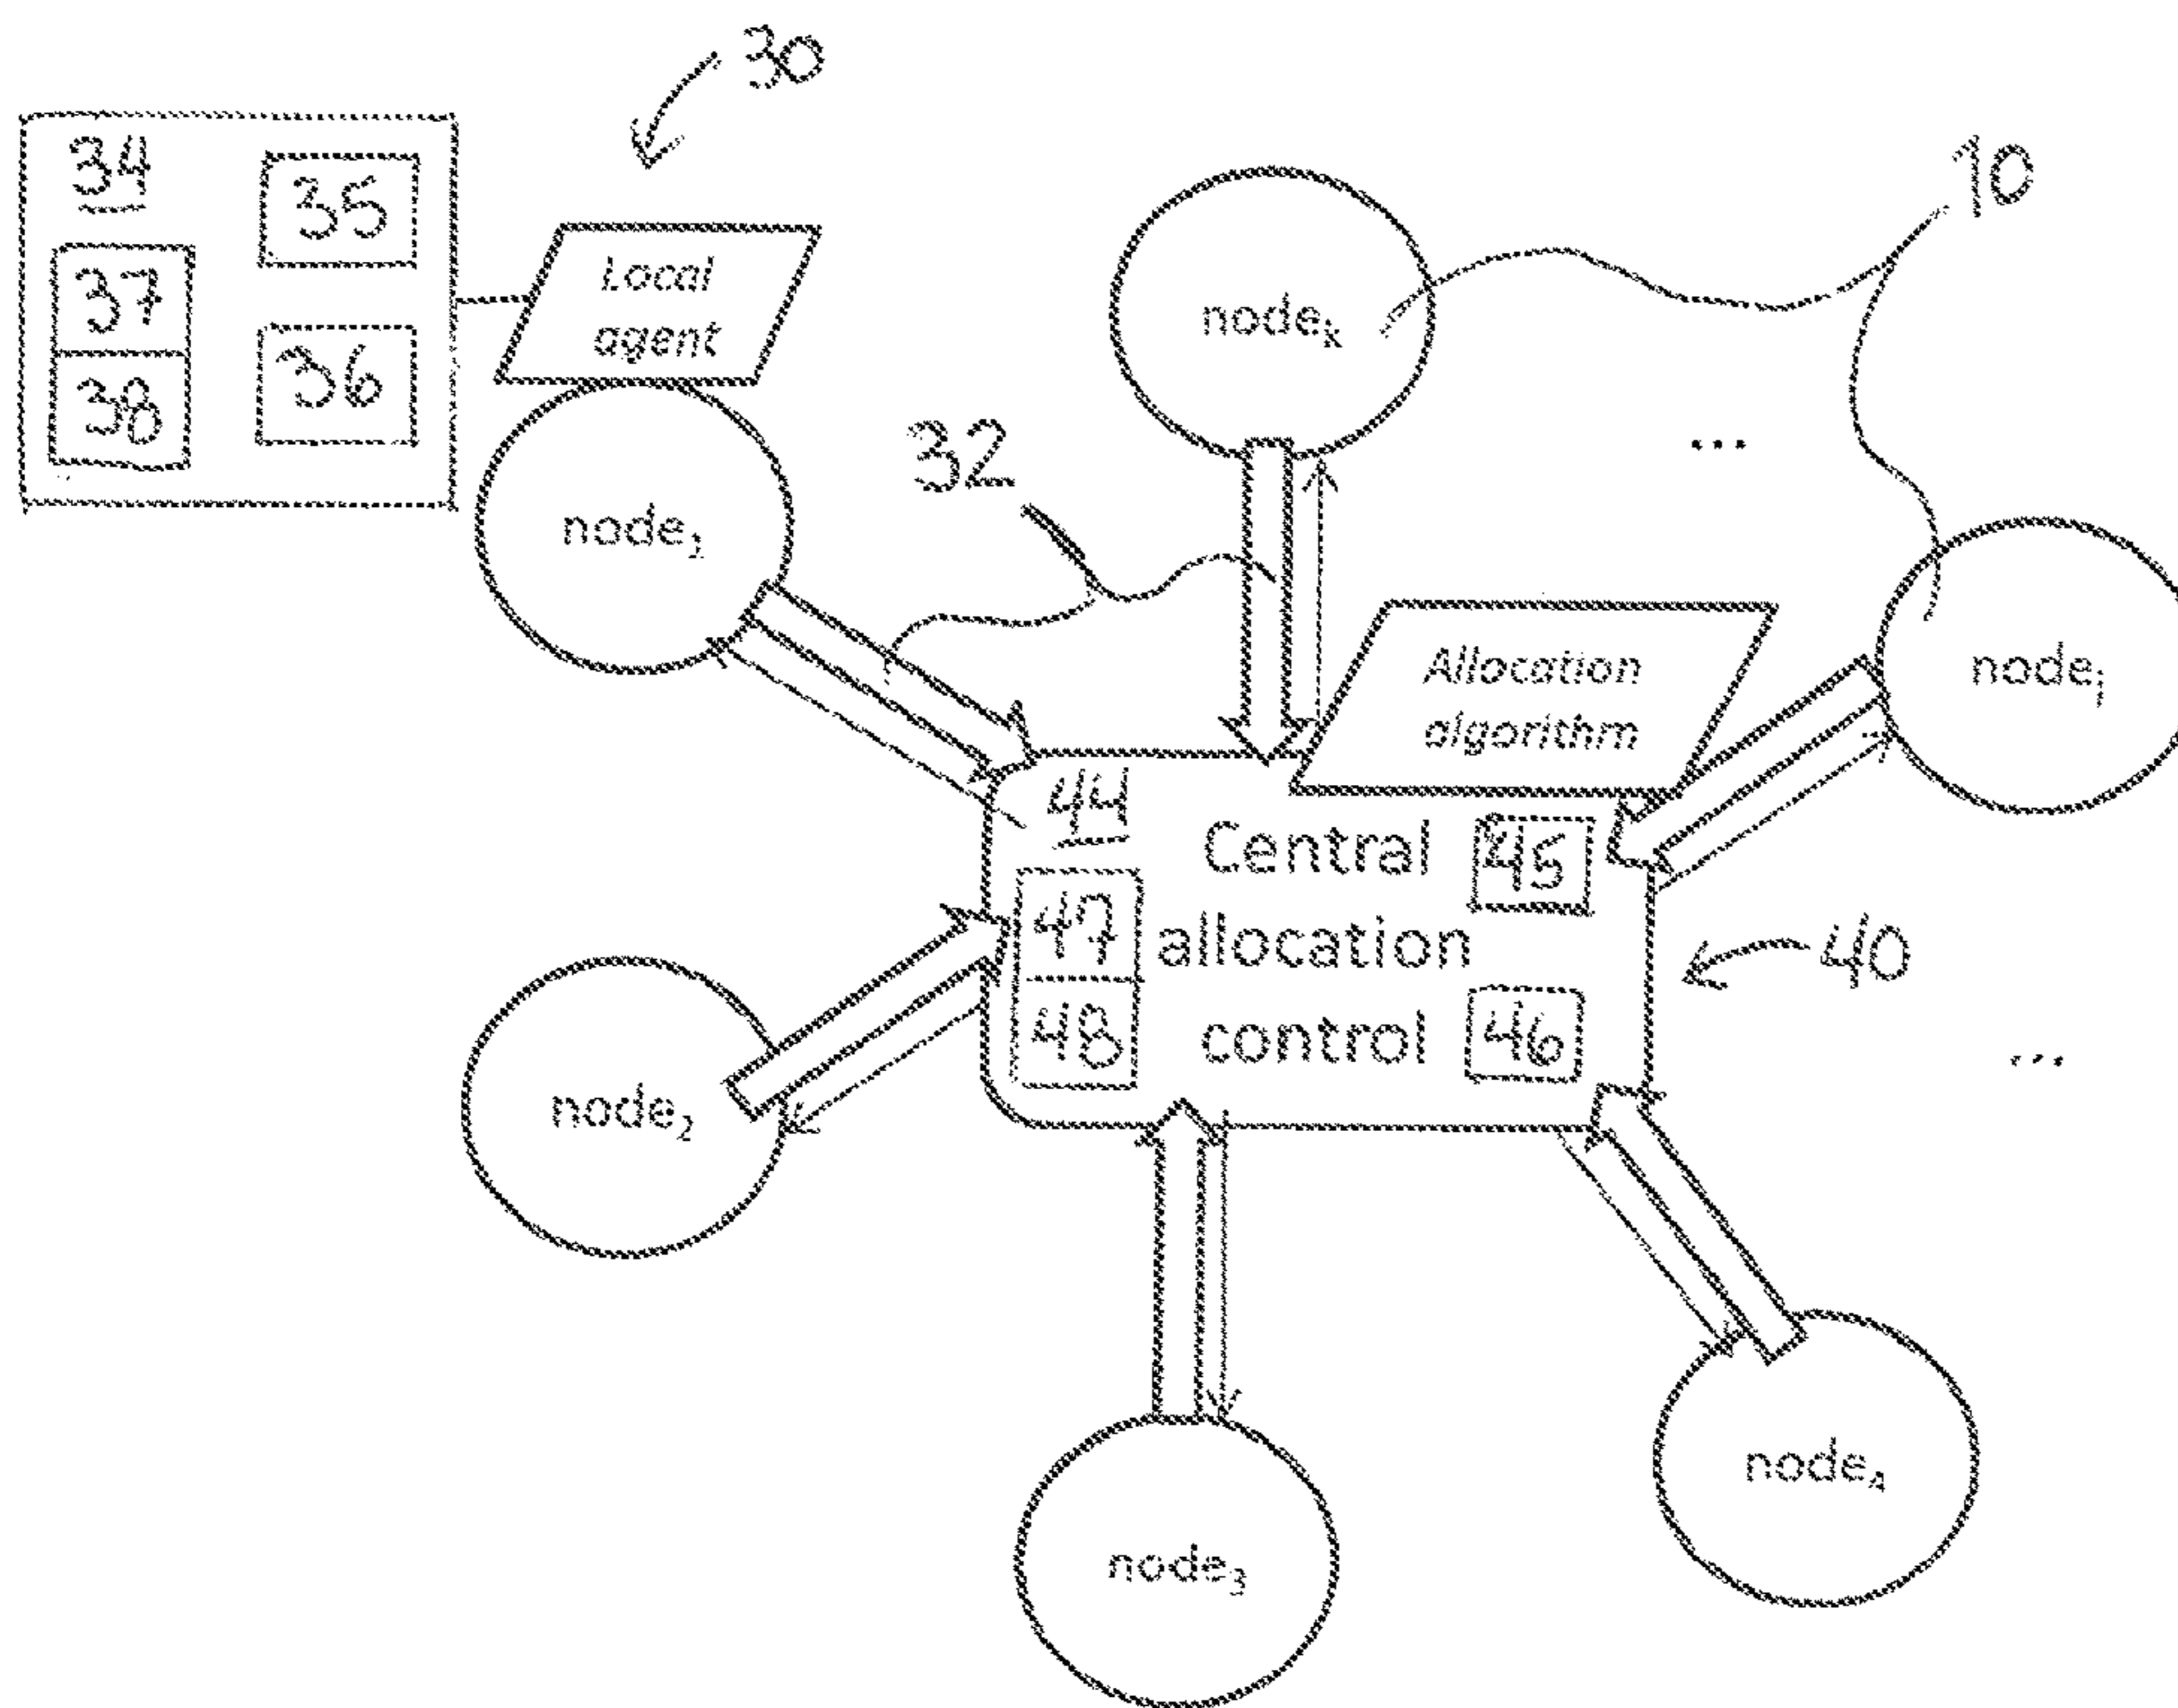 30
10
34
35
37
38
36
Local
agent
node₁
32
nodeₖ
...
nodeⱼ
Allocation
algorithm
44
Central
allocation
control
45
47
48
46
40
...
node₂
node₃
node₄